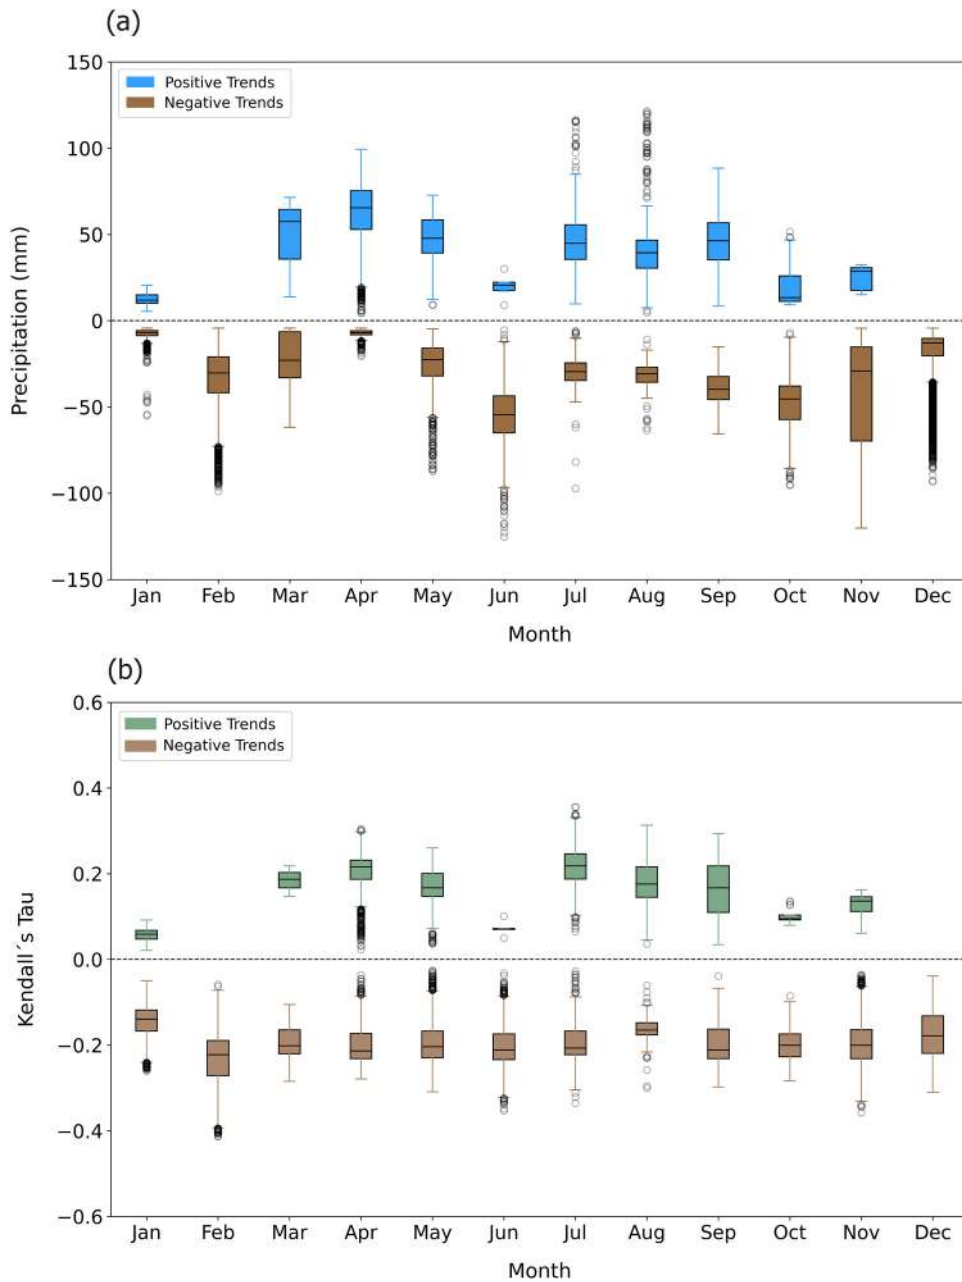 (a)
Precipitation (mm)
150
100
50
0
−50
−100
−150
Positive Trends
Negative Trends
Jan Feb Mar Apr May Jun Jul Aug Sep Oct Nov Dec
Month
(b)
Kendall´s Tau
0.6
0.4
0.2
0.0
−0.2
−0.4
−0.6
Positive Trends
Negative Trends
Jan Feb Mar Apr May Jun Jul Aug Sep Oct Nov Dec
Month